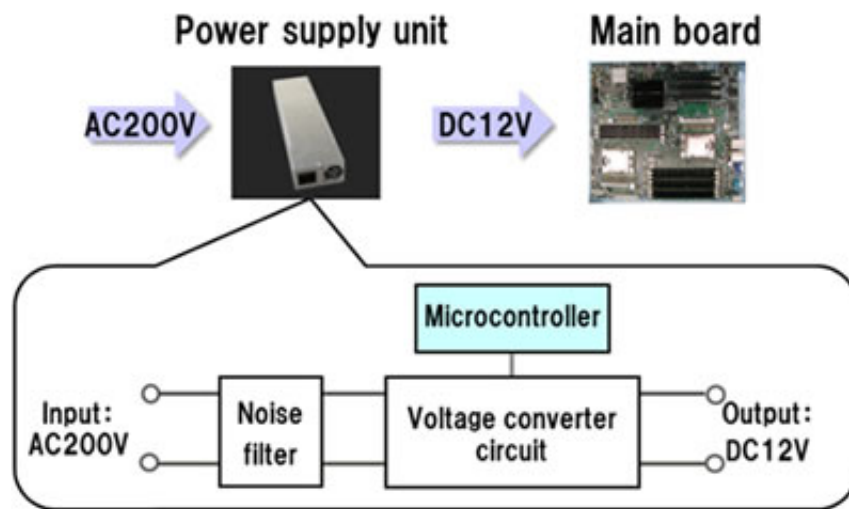 Power supply unit
Main board
AC200V
DC12V
Microcontroller
Input:
AC200V
Noise
filter
Voltage converter
circuit
Output:
DC12V